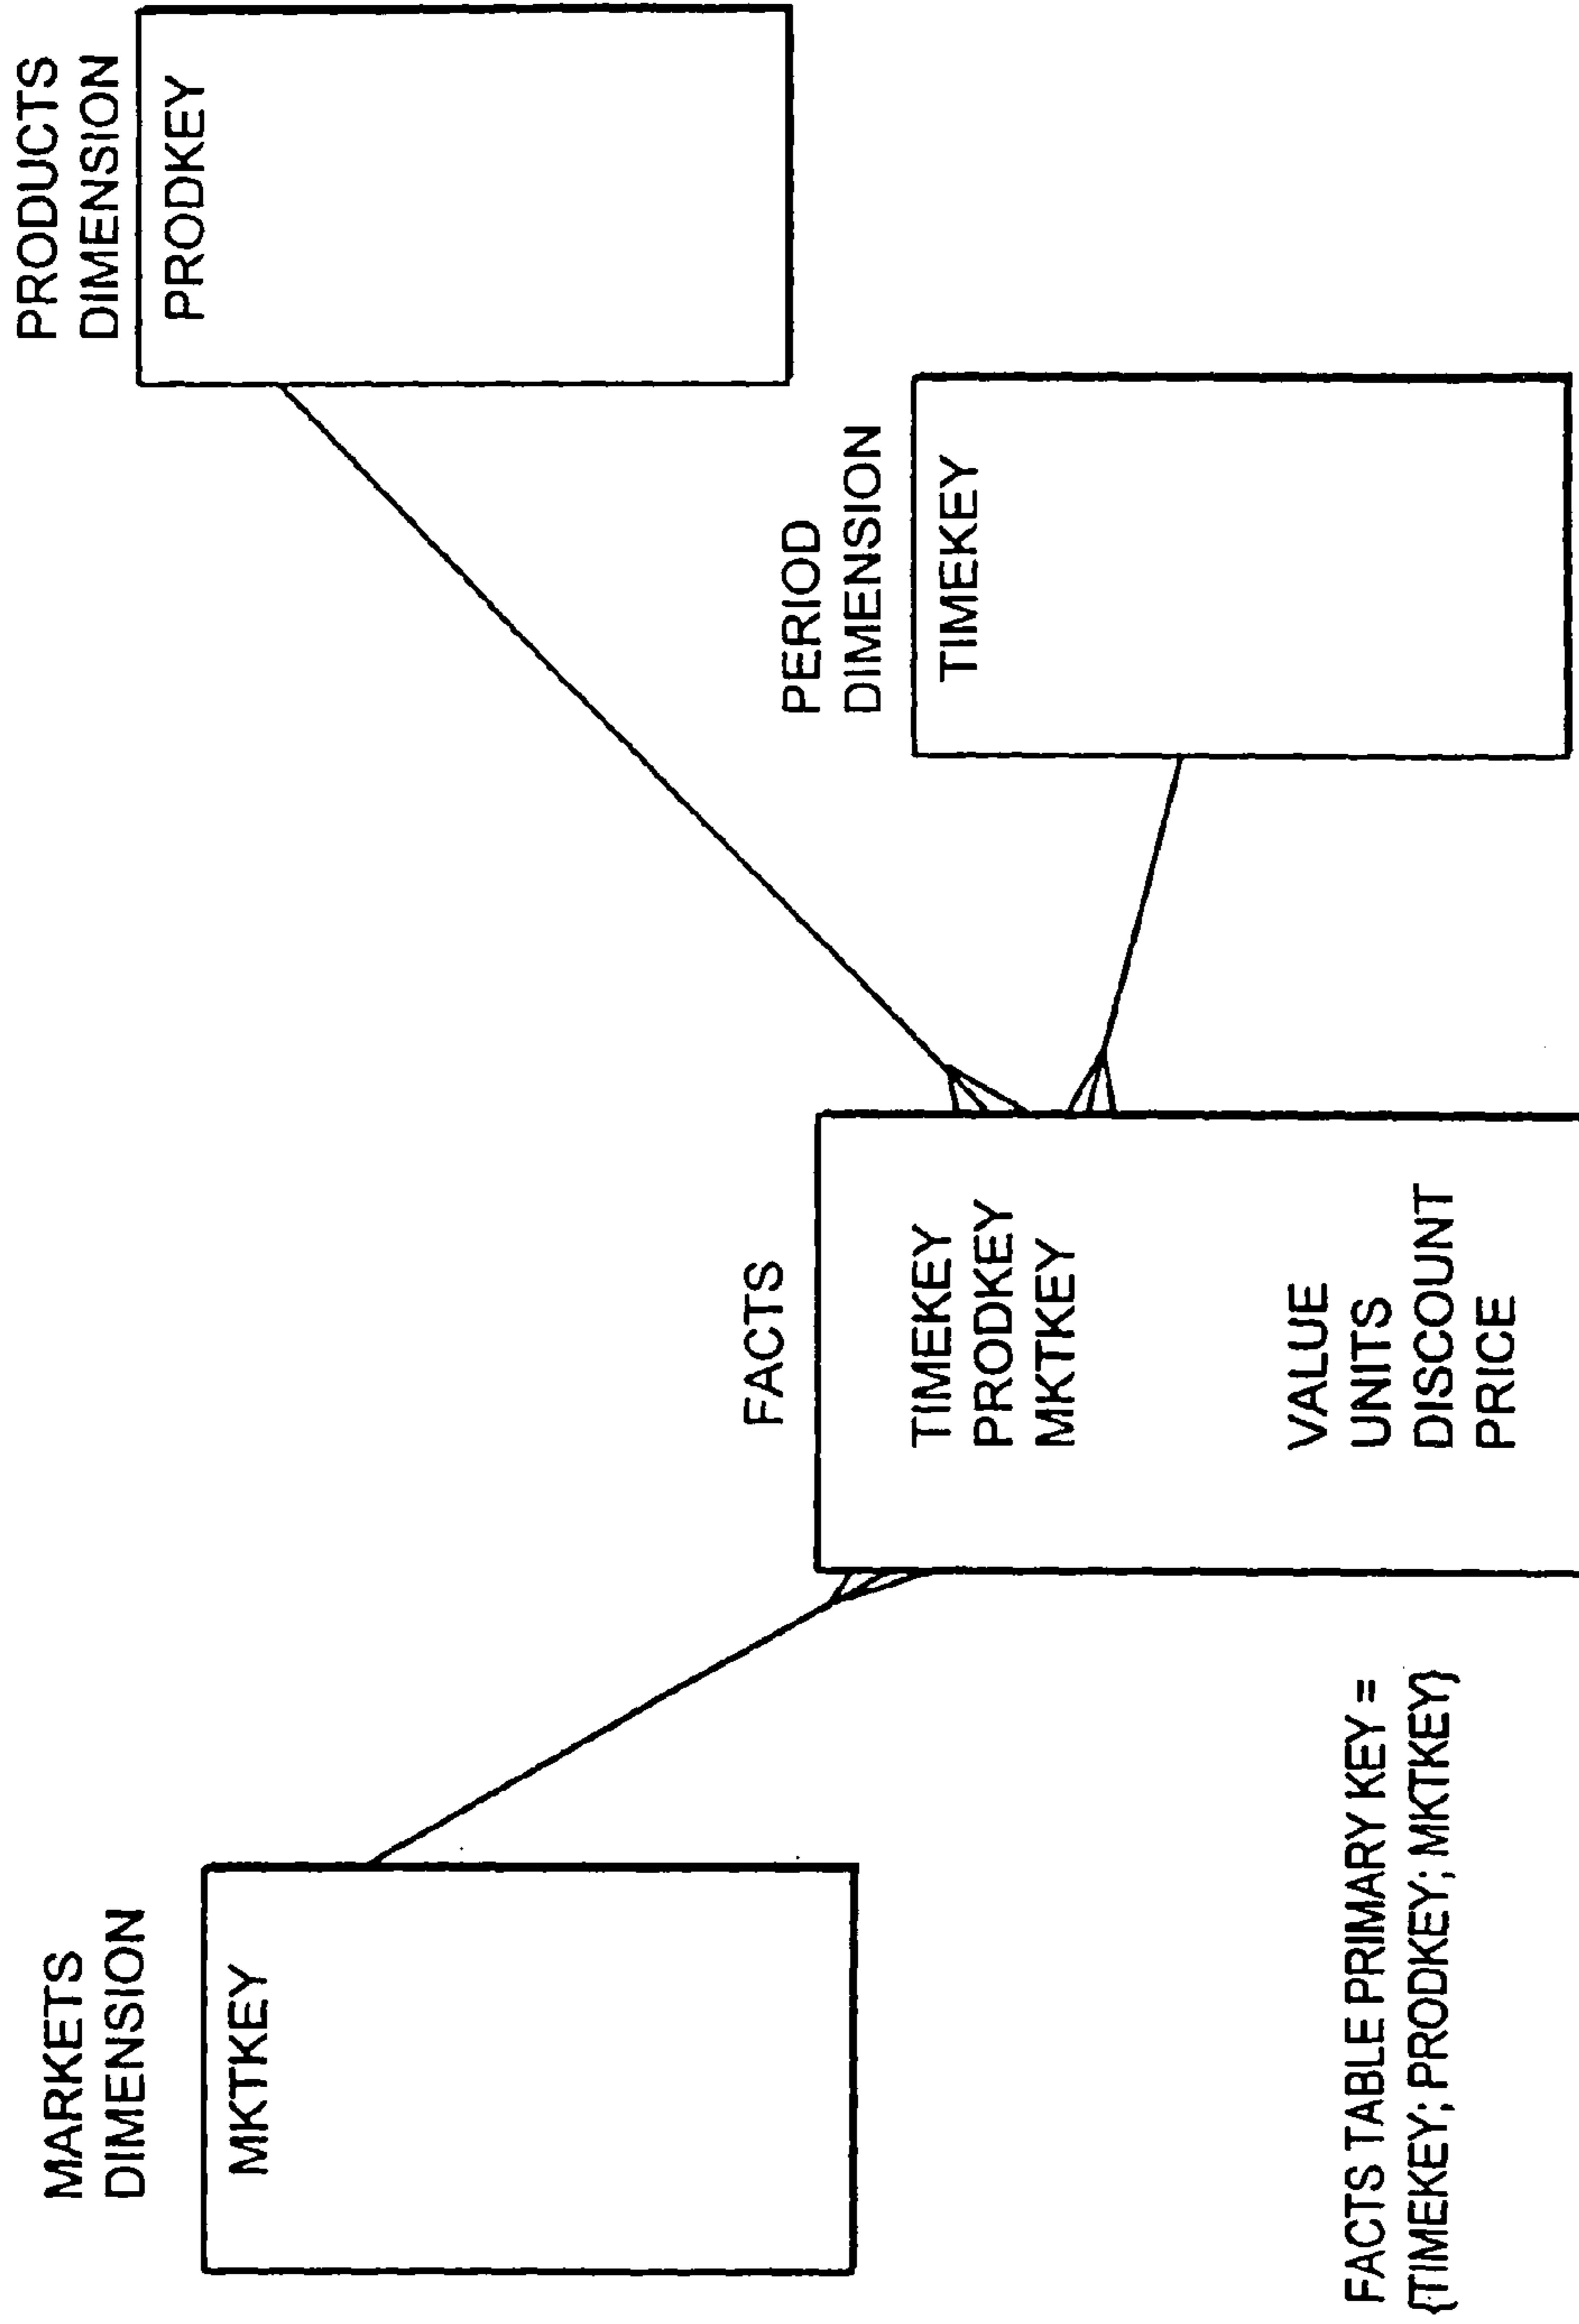 MARKETS
DIMENSION
MKTKEY
FACTS
TIMEKEY
PRODKEY
MKTKEY
VALUE
UNITS
DISCOUNT
PRICE
PRODUCTS
DIMENSION
PRODKEY
PERIOD
DIMENSION
TIMEKEY
FACTS TABLE PRIMARY KEY =
{TIMEKEY; PRODKEY; MKTKEY}